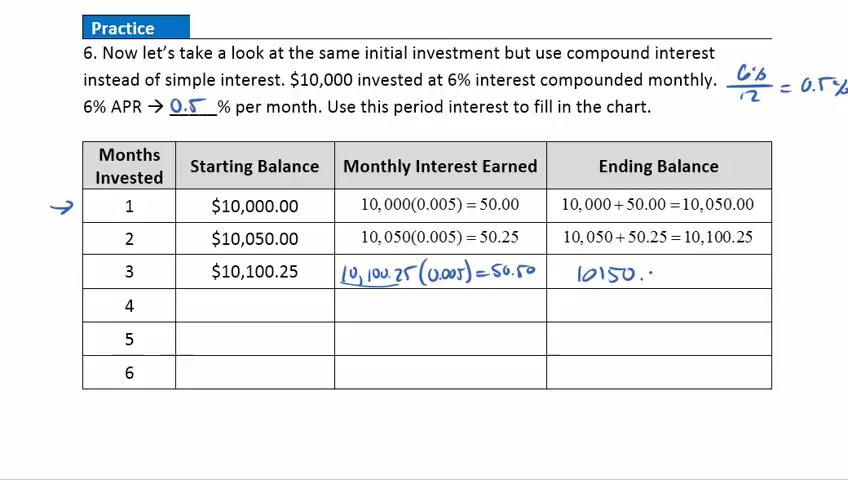 Practice
6. Now let's take a look at the same initial investment but use compound interest
instead of simple interest. $10,000 invested at 6% interest compounded monthly.
6% APR → 0.5 % per month. Use this period interest to fill in the chart.
6% / 12 = 0.5%
Months Invested | Starting Balance | Monthly Interest Earned | Ending Balance
→ 1 | $10,000.00 | 10,000(0.005) = 50.00 | 10,000 + 50.00 = 10,050.00
2 | $10,050.00 | 10,050(0.005) = 50.25 | 10,050 + 50.25 = 10,100.25
3 | $10,100.25 | 10,100.25(0.005) = 50.50 | 10150.
4
5
6